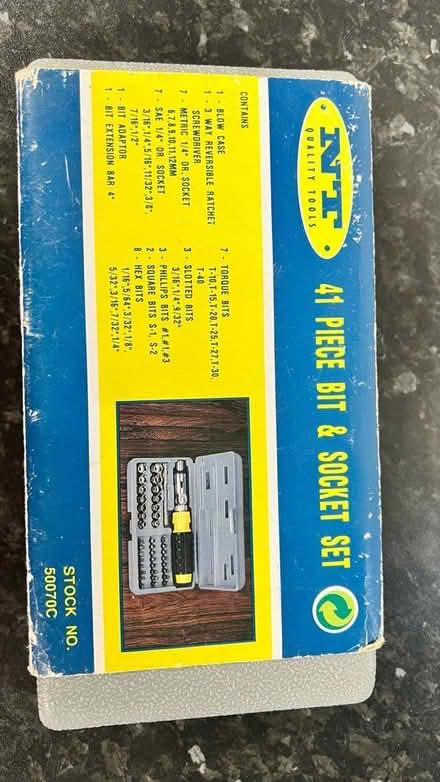 NT
QUALITY TOOLS
41 PIECE BIT & SOCKET SET
CONTAINS
1 - BLOW CASE
1 - 3 WAY REVERSIBLE RATCHET
SCREWDRIVER
7 - METRIC 1/4" DR. SOCKET
6,7,8,9,10,11,12MM
7 - SAE 1/4" DR. SOCKET
3/16",1/4",5/16",11/32",3/8",
7/16",1/2"
1 - BIT ADAPTOR
1 - BIT EXTENSION BAR 4"
7 - TORQUE BITS
T-10,T-15,T-20,T-25,T-27,T-30,
T-40
3 - SLOTTED BITS
3/16",1/4",9/32"
3 - PHILLIPS BITS #1,#1,#3
2 - SQUARE BITS S-1, S-2
8 - HEX BITS
1/16",5/64",3/32",1/8",
5/32",3/16",7/32",1/4"
STOCK NO.
50070C